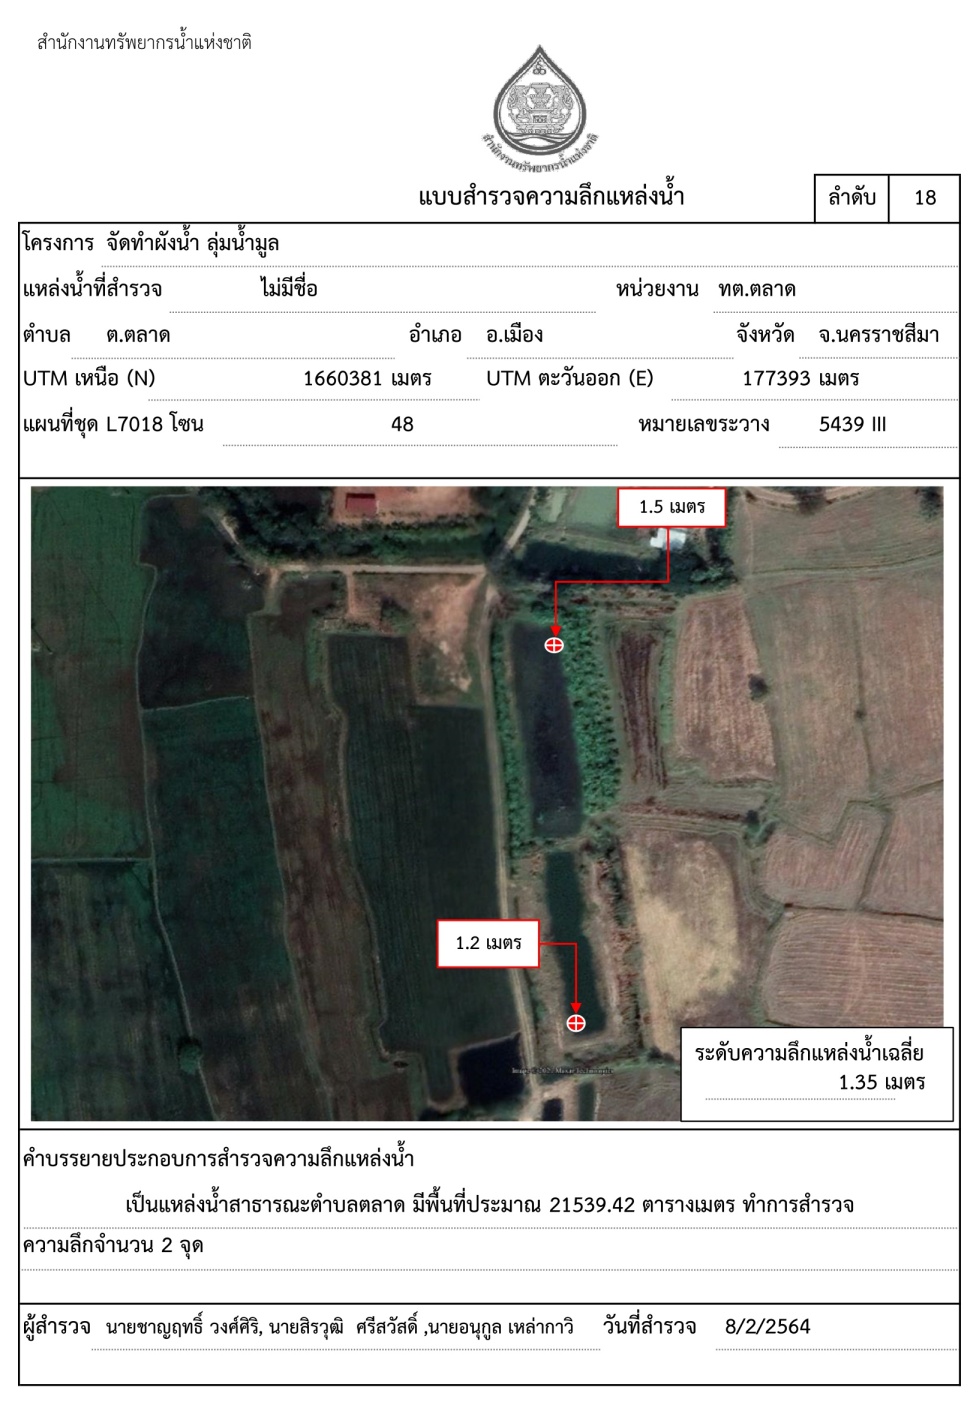 สำนักงานทรัพยากรน้ำแห่งชาติ
สำนักงานทรัพยากรน้ำแห่งชาติ
แบบสำรวจความลึกแหล่งน้ำ ลำดับ 18
โครงการ จัดทำผังน้ำ ลุ่มน้ำมูล
แหล่งน้ำที่สำรวจ ไม่มีชื่อ หน่วยงาน ทต.ตลาด
ตำบล ต.ตลาด อำเภอ อ.เมือง จังหวัด จ.นครราชสีมา
UTM เหนือ (N) 1660381 เมตร UTM ตะวันออก (E) 177393 เมตร
แผนที่ชุด L7018 โซน 48 หมายเลขระวาง 5439 III
1.5 เมตร
1.2 เมตร
ระดับความลึกแหล่งน้ำเฉลี่ย
1.35 เมตร
คำบรรยายประกอบการสำรวจความลึกแหล่งน้ำ
เป็นแหล่งน้ำสาธารณะตำบลตลาด มีพื้นที่ประมาณ 21539.42 ตารางเมตร ทำการสำรวจ
ความลึกจำนวน 2 จุด
ผู้สำรวจ นายชาญฤทธิ์ วงศ์ศิริ, นายสิรวุฒิ ศรีสวัสดิ์ ,นายอนุกูล เหล่ากาวิ วันที่สำรวจ 8/2/2564